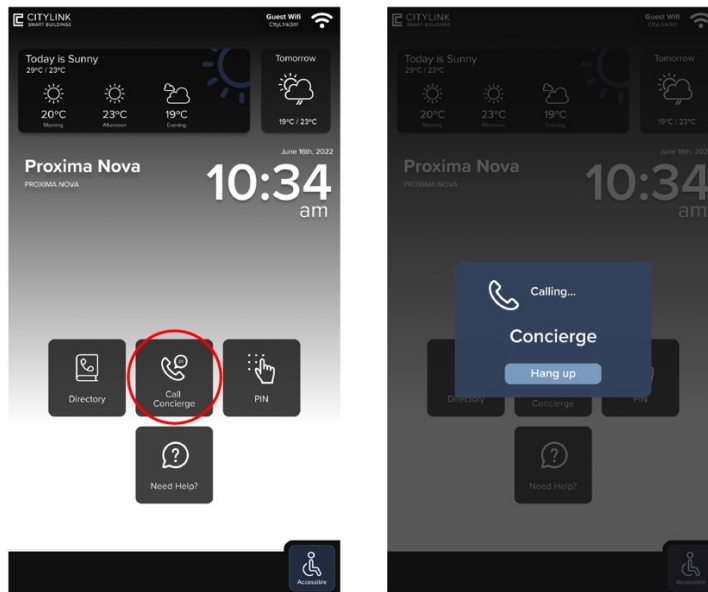 CITYLINK
SMART BUILDINGS
Guest Wifi
Today is Sunny
29°C / 23°C
20°C
Morning
23°C
Afternoon
19°C
Evening
Tomorrow
19°C / 23°C
Proxima Nova
PROXIMA NOVA
June 16th, 2022
10:34
am
Directory
24
Call
Concierge
PIN
Need Help?
Accessible
CITYLINK
SMART BUILDINGS
Guest Wifi
Today is Sunny
29°C / 23°C
20°C
Morning
23°C
Afternoon
19°C
Evening
Tomorrow
19°C / 23°C
Proxima Nova
PROXIMA NOVA
June 16th, 202
10:34
am
Calling...
Concierge
Hang up
Directory
Concierge
PIN
Need Help?
Accessible